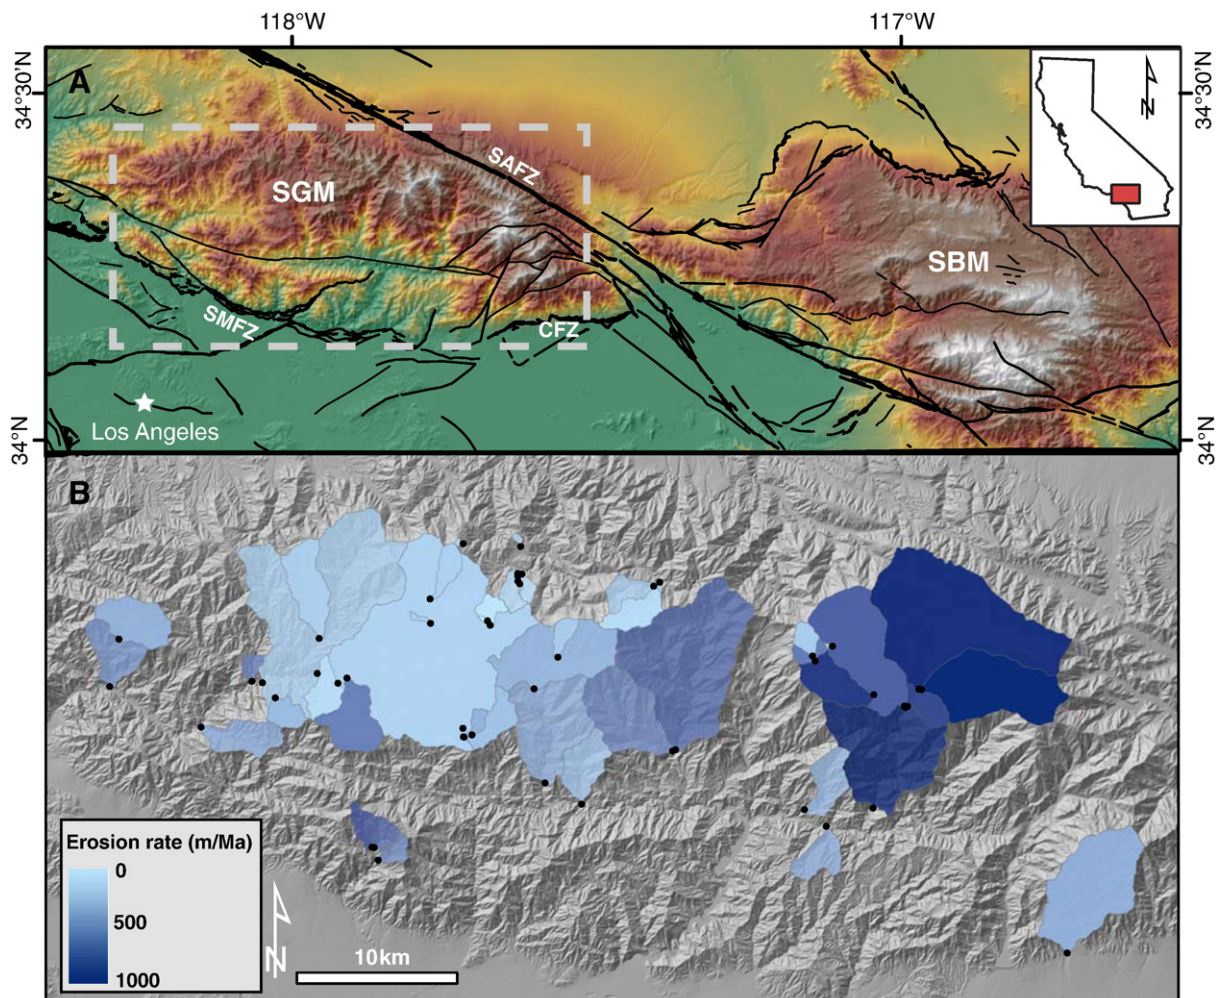 118°W
117°W
A
34°30'N
34°30'N
N
SAFZ
SGM
SBM
SMFZ
CFZ
Los Angeles
34°N
34°N
B
Erosion rate (m/Ma)
0
500
1000
N
10km